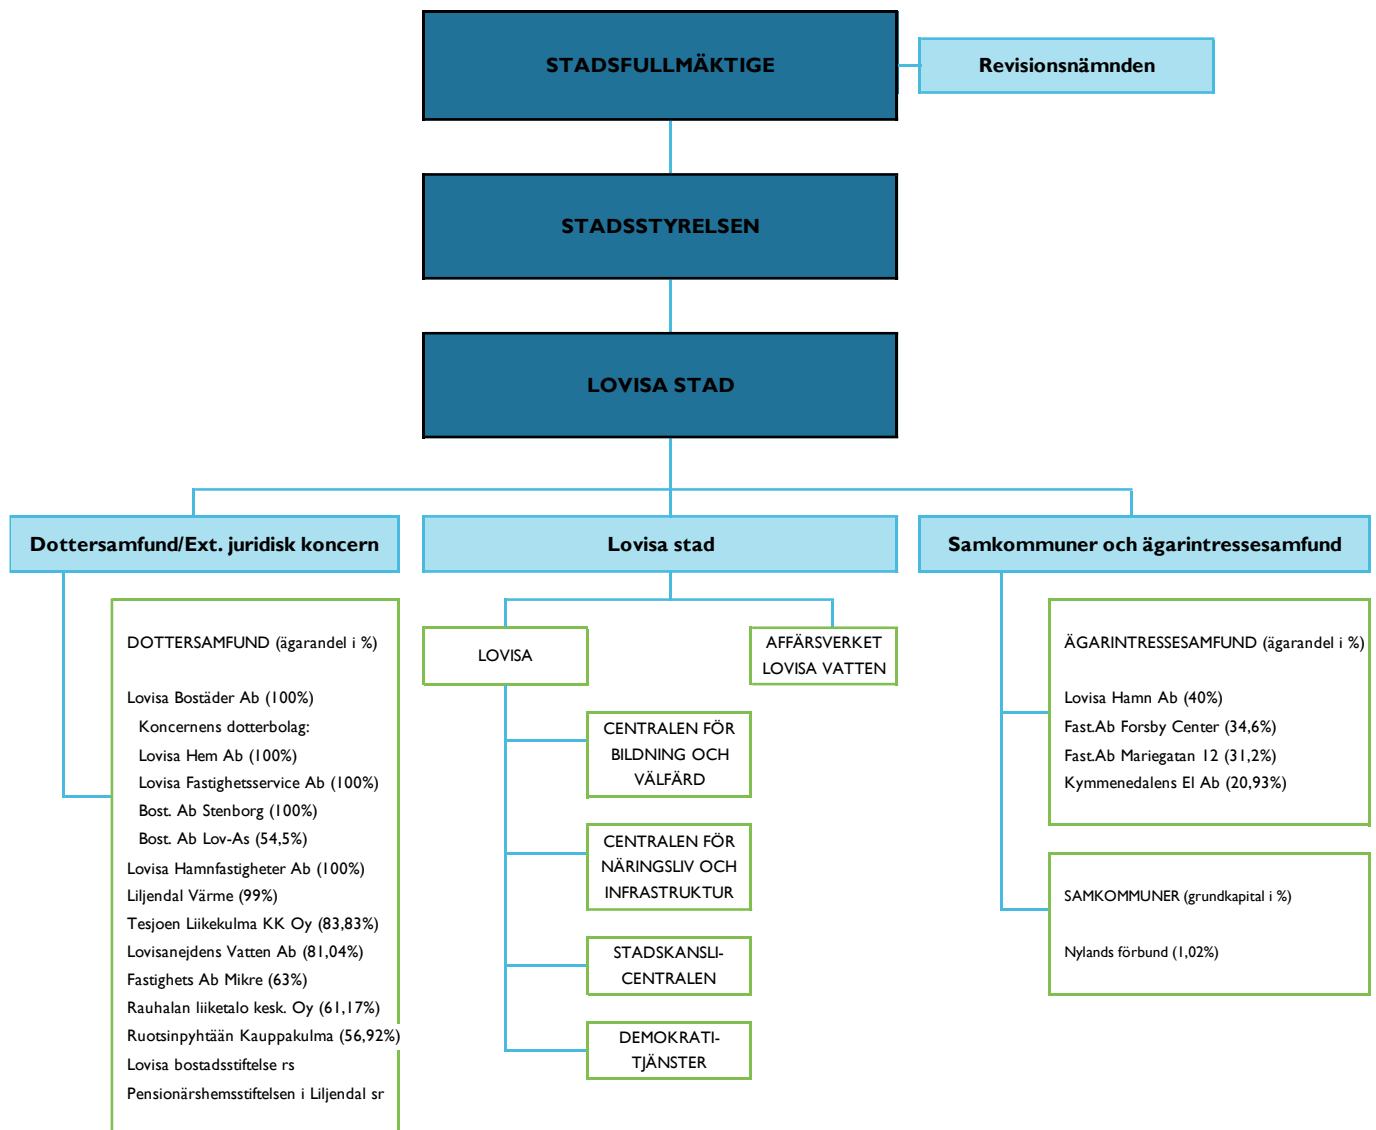 STADSFULLMÄKTIGE
Revisionsnämnden
STADSSTYRELSEN
LOVISA STAD
Dottersamfund/Ext. juridisk koncern
DOTTERSAMFUND (ägarandel i %)
Lovisa Bostäder Ab (100%)
Koncernens dotterbolag:
Lovisa Hem Ab (100%)
Lovisa Fastighetsservice Ab (100%)
Bost. Ab Stenborg (100%)
Bost. Ab Lov-As (54,5%)
Lovisa Hamnfastigheter Ab (100%)
Liljendal Värme (99%)
Tesjoen Liikekulma KK Oy (83,83%)
Lovisanejdens Vatten Ab (81,04%)
Fastighets Ab Mikre (63%)
Rauhalan liiketalo kesk. Oy (61,17%)
Ruotsinpyhtään Kauppakulma (56,92%)
Lovisa bostadsstiftelse rs
Pensionärshemsstiftelsen i Liljendal sr
Lovisa stad
LOVISA
AFFÄRSVERKET
LOVISA VATTEN
CENTRALEN FÖR
BILDNING OCH
VÄLFÄRD
CENTRALEN FÖR
NÄRINGSLIV OCH
INFRASTRUKTUR
STADSKANSLI-
CENTRALEN
DEMOKRATI-
TJÄNSTER
Samkommuner och ägarintressesamfund
ÄGARINTRESSESAMFUND (ägarandel i %)
Lovisa Hamn Ab (40%)
Fast.Ab Forsby Center (34,6%)
Fast.Ab Mariegatan 12 (31,2%)
Kymmenedalens El Ab (20,93%)
SAMKOMMUNER (grundkapital i %)
Nylands förbund (1,02%)